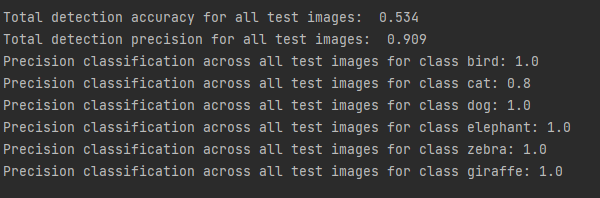 Total detection accuracy for all test images:  0.534
Total detection precision for all test images:  0.909
Precision classification across all test images for class bird: 1.0
Precision classification across all test images for class cat: 0.8
Precision classification across all test images for class dog: 1.0
Precision classification across all test images for class elephant: 1.0
Precision classification across all test images for class zebra: 1.0
Precision classification across all test images for class giraffe: 1.0